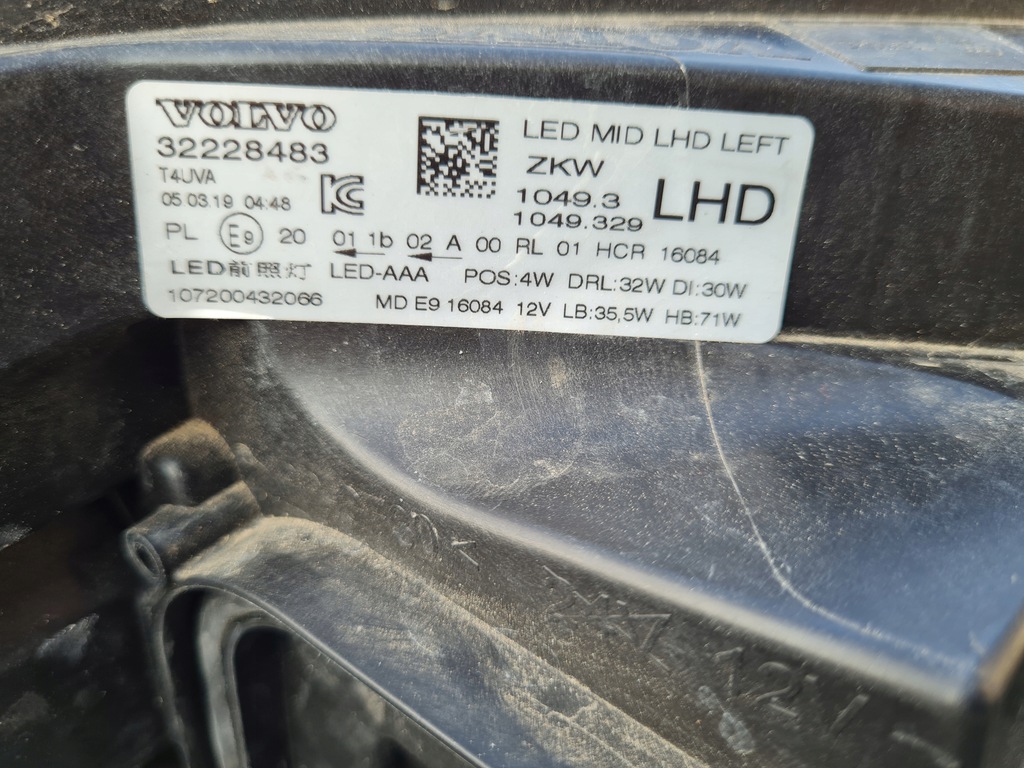 VOLVO
32228483
T4UVA
05.03.19 04:48
LED MID LHD LEFT
ZKW
1049.3
1049.329
LHD
PL E9 20 01 1b 02 A 00 RL 01 HCR 16084
LED前照灯 LED-AAA POS:4W DRL:32W DI:30W
107200432066 MD E9 16084 12V LB:35,5W HB:71W